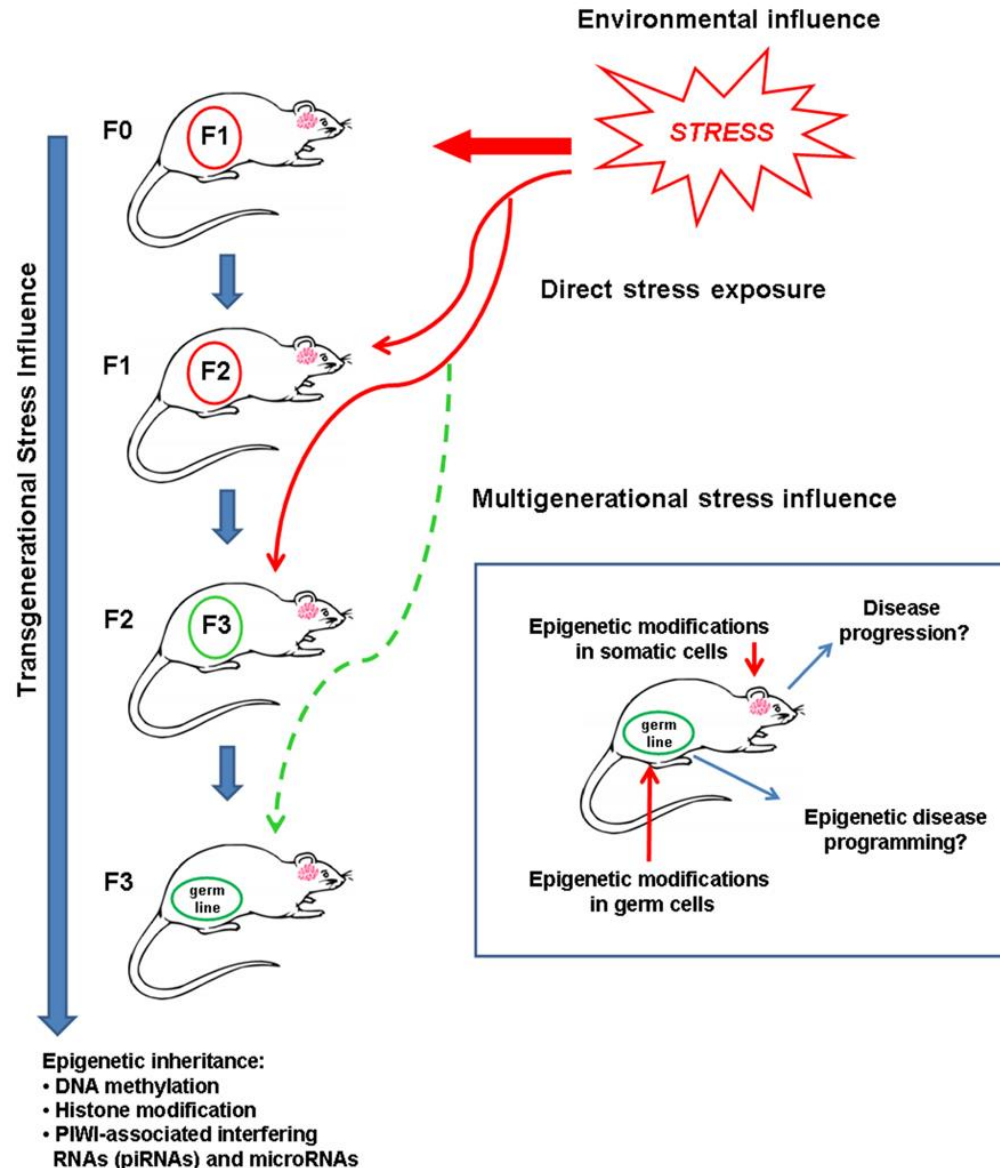 Environmental influence
STRESS
F0
F1
Direct stress exposure
F1
F2
Transgenerational Stress Influence
Multigenerational stress influence
F2
F3
F3
germ
line
Epigenetic modifications
in somatic cells
Disease
progression?
germ
line
Epigenetic disease
programming?
Epigenetic modifications
in germ cells
Epigenetic inheritance:
• DNA methylation
• Histone modification
• PIWI-associated interfering
RNAs (piRNAs) and microRNAs